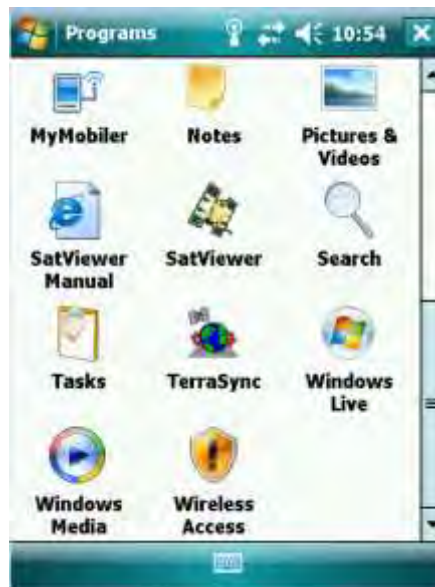 Programs 10:54
MyMobiler Notes Pictures &
Videos
SatViewer SatViewer Search
Manual
Tasks TerraSync Windows
Live
Windows Wireless
Media Access